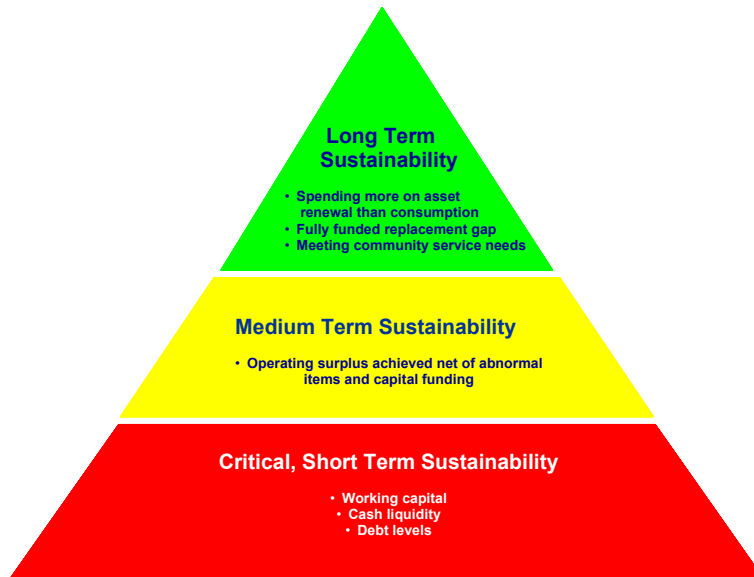 Long Term
Sustainability
• Spending more on asset
renewal than consumption
• Fully funded replacement gap
• Meeting community service needs
Medium Term Sustainability
• Operating surplus achieved net of abnormal
items and capital funding
Critical, Short Term Sustainability
• Working capital
• Cash liquidity
• Debt levels